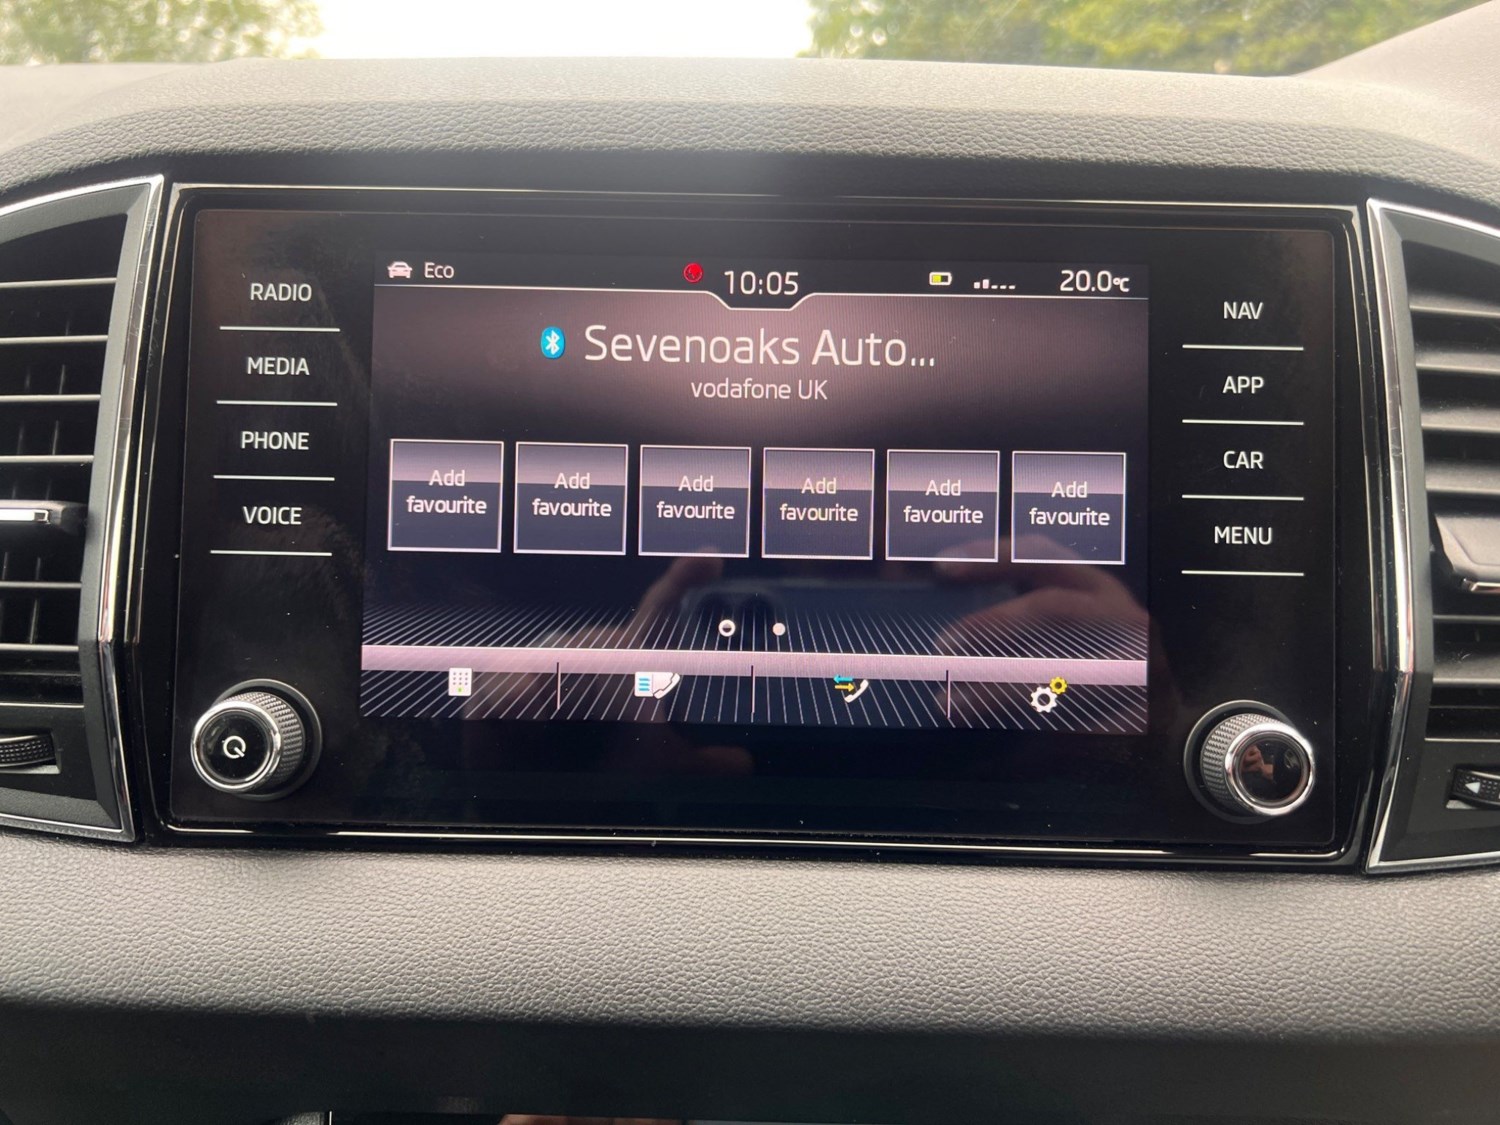 Eco
10:05
20.0°C
RADIO
MEDIA
PHONE
VOICE
Sevenoaks Auto...
vodafone UK
Add
favourite
Add
favourite
Add
favourite
Add
favourite
Add
favourite
Add
favourite
NAV
APP
CAR
MENU